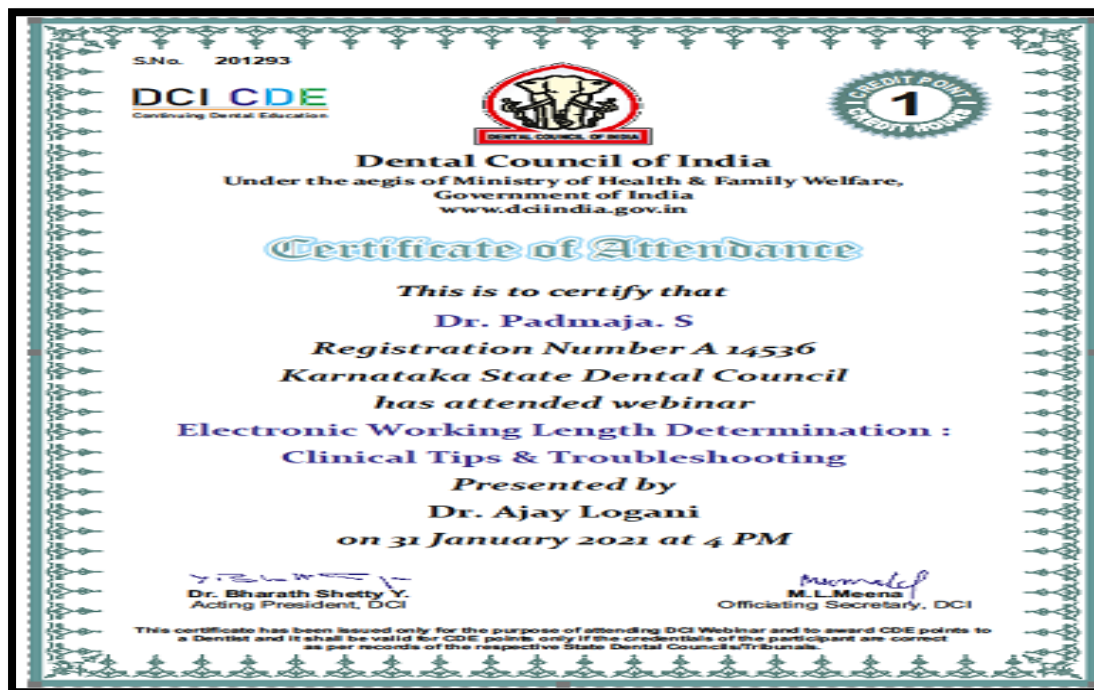 S.No. 201293
DCI CDE
Continuing Dental Education
DENTAL COUNCIL OF INDIA
CREDIT POINT
1
CREDIT HOURS
Dental Council of India
Under the aegis of Ministry of Health & Family Welfare,
Government of India
www.dciindia.gov.in
Certificate of Attendance
This is to certify that
Dr. Padmaja. S
Registration Number A 14536
Karnataka State Dental Council
has attended webinar
Electronic Working Length Determination :
Clinical Tips & Troubleshooting
Presented by
Dr. Ajay Logani
on 31 January 2021 at 4 PM
Dr. Bharath Shetty Y.
Acting President, DCI
M.L.Meena
Officiating Secretary, DCI
This certificate has been issued only for the purpose of attending DCI Webinar and to award CDE points to
a Dentist and it shall be valid for CDE points only if the credentials of the participant are correct
as per records of the respective State Dental Councils/Tribunals.